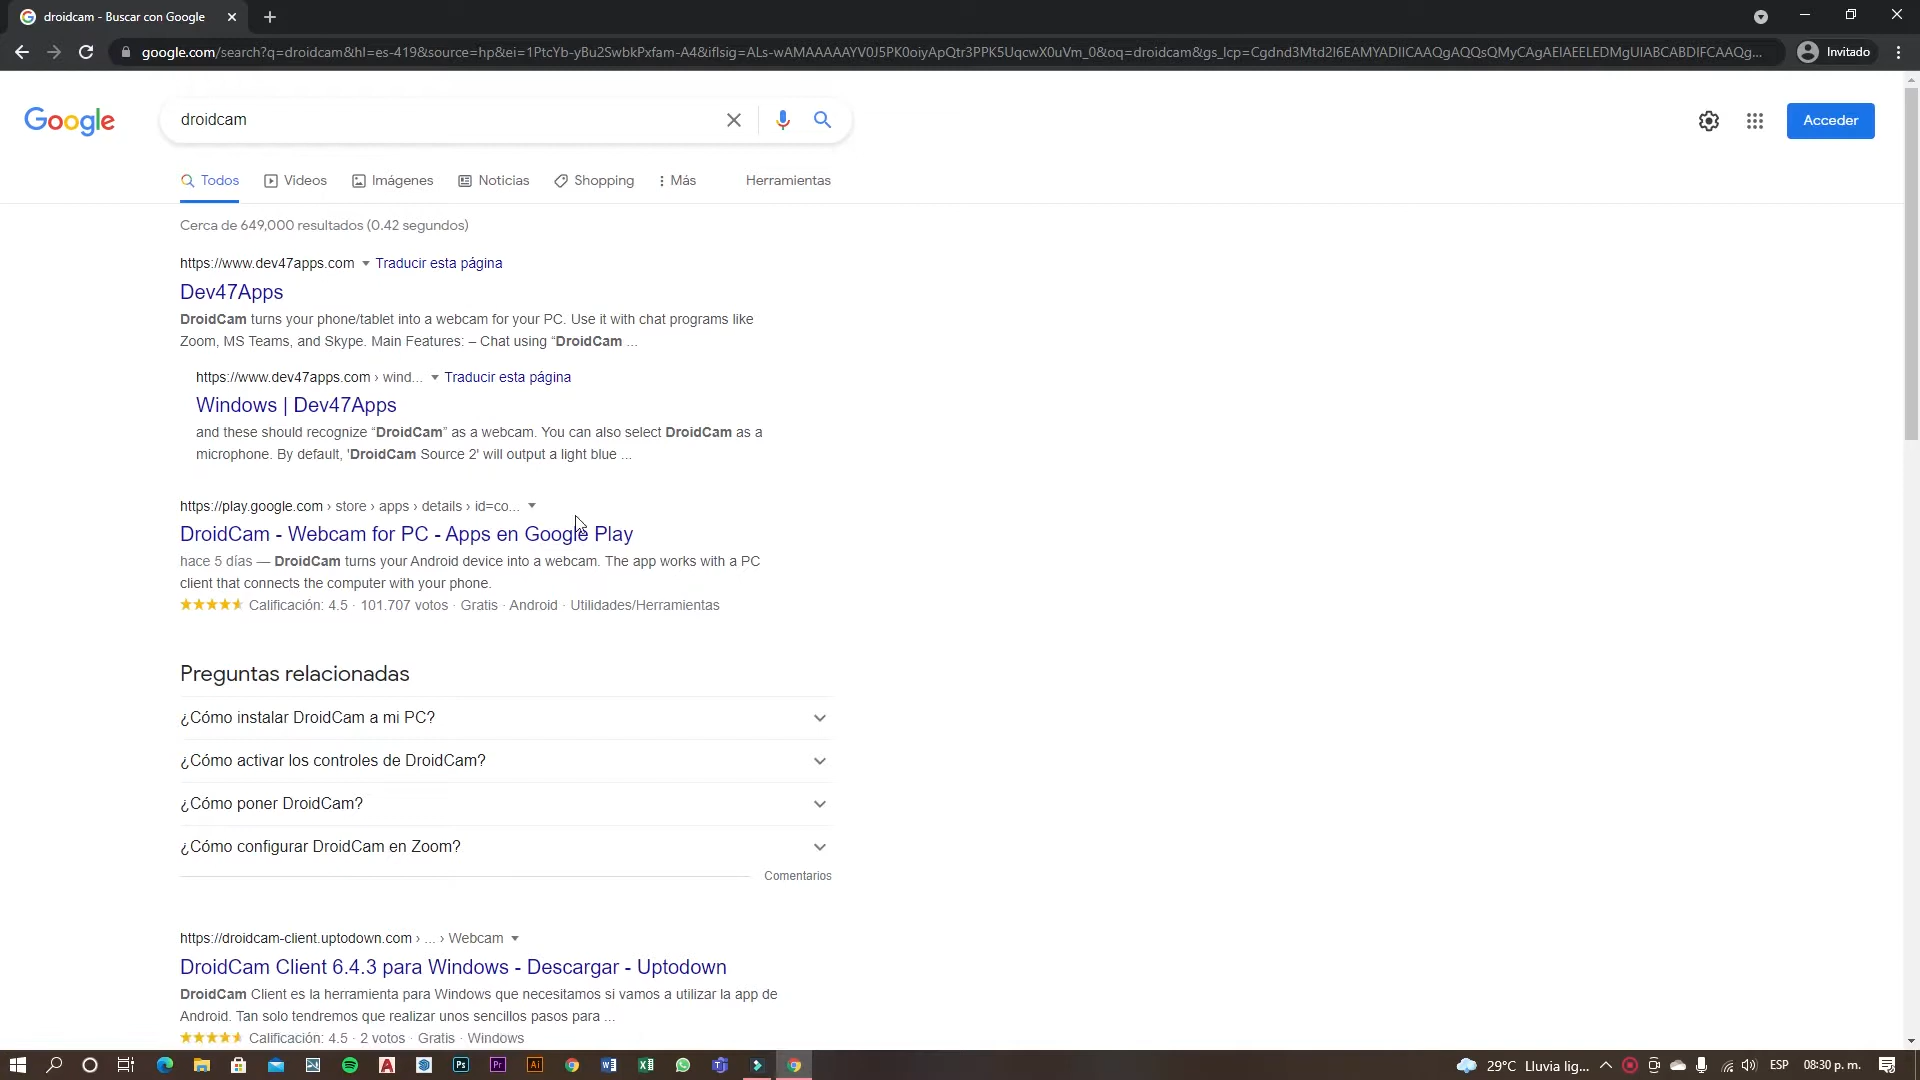 droidcam - Buscar con Google
google.com/search?q=droidcam&hl=es-419&source=hp&ei=1PtcYb-yBu2SwbkPxfam-A4&iflsig=ALs-wAMAAAAAYV0J5PK0oiyApQtr3PPK5UqcwX0uVm_0&oq=droidcam&gs_lcp=Cgdnd3Mtd2l6EAMYADIICAAQgAQQsQMyCAgAEIAEELEDMgUIABCABDIFCAAQg...
Invitado
Google
droidcam
Acceder
Todos Videos Imágenes Noticias Shopping Más Herramientas
Cerca de 649,000 resultados (0.42 segundos)
https://www.dev47apps.com Traducir esta página
Dev47Apps
DroidCam turns your phone/tablet into a webcam for your PC. Use it with chat programs like
Zoom, MS Teams, and Skype. Main Features: – Chat using “DroidCam ...
https://www.dev47apps.com › wind... Traducir esta página
Windows | Dev47Apps
and these should recognize “DroidCam” as a webcam. You can also select DroidCam as a
microphone. By default, 'DroidCam Source 2' will output a light blue ...
https://play.google.com › store › apps › details › id=co...
DroidCam - Webcam for PC - Apps en Google Play
hace 5 días — DroidCam turns your Android device into a webcam. The app works with a PC
client that connects the computer with your phone.
Calificación: 4.5 · 101.707 votos · Gratis · Android · Utilidades/Herramientas
Preguntas relacionadas
¿Cómo instalar DroidCam a mi PC?
¿Cómo activar los controles de DroidCam?
¿Cómo poner DroidCam?
¿Cómo configurar DroidCam en Zoom?
Comentarios
https://droidcam-client.uptodown.com › ... › Webcam
DroidCam Client 6.4.3 para Windows - Descargar - Uptodown
DroidCam Client es la herramienta para Windows que necesitamos si vamos a utilizar la app de
Android. Tan solo tendremos que realizar unos sencillos pasos para ...
Calificación: 4.5 · 2 votos · Gratis · Windows
Ps Pr Ai
29°C Lluvia lig... ESP 08:30 p. m.